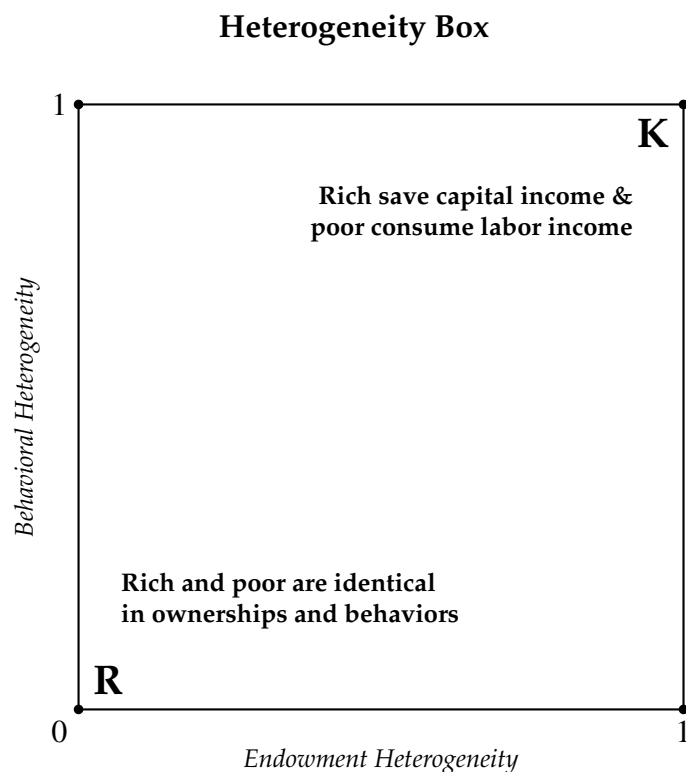 Heterogeneity Box
1
K
Rich save capital income &
poor consume labor income
Behavioral Heterogeneity
Rich and poor are identical
in ownerships and behaviors
R
0
1
Endowment Heterogeneity